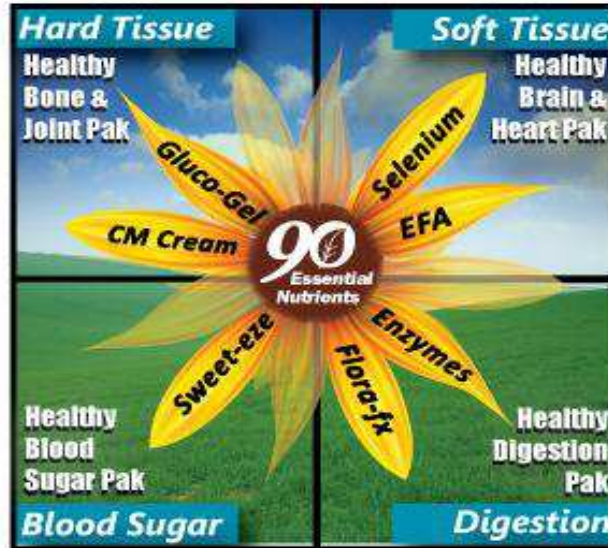 Hard Tissue
Healthy
Bone &
Joint Pak
Soft Tissue
Healthy
Brain &
Heart Pak
Gluco-Gel
CM Cream
Selenium
EFA
90
Essential
Nutrients
Sweet-eze
Flora-fx
Enzymes
Healthy
Blood
Sugar Pak
Blood Sugar
Healthy
Digestion
Pak
Digestion